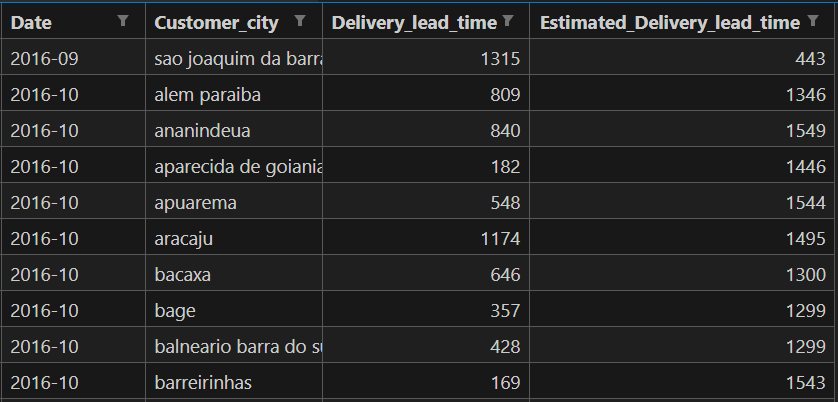 Date Customer_city Delivery_lead_time Estimated_Delivery_lead_time
2016-09 sao joaquim da barra 1315 443
2016-10 alem paraiba 809 1346
2016-10 ananindeua 840 1549
2016-10 aparecida de goiania 182 1446
2016-10 apuarema 548 1544
2016-10 aracaju 1174 1495
2016-10 bacaxa 646 1300
2016-10 bage 357 1299
2016-10 balneario barra do su 428 1299
2016-10 barreirinhas 169 1543